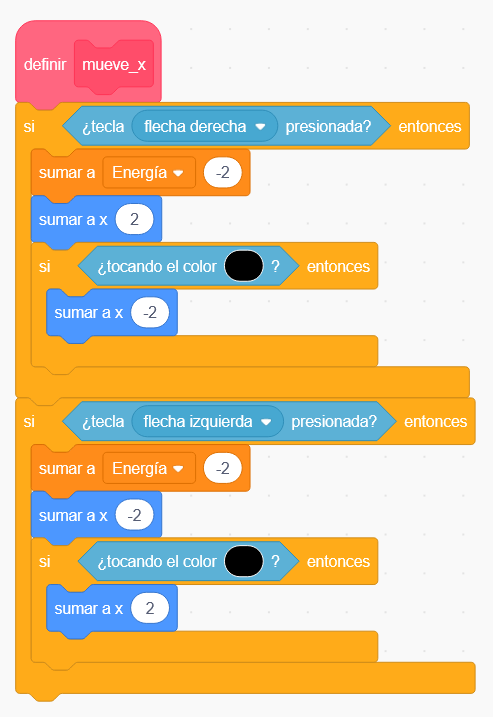 definir mueve_x
si ¿tecla flecha derecha presionada? entonces
sumar a Energía -2
sumar a x 2
si ¿tocando el color ? entonces
sumar a x -2
si ¿tecla flecha izquierda presionada? entonces
sumar a Energía -2
sumar a x -2
si ¿tocando el color ? entonces
sumar a x 2